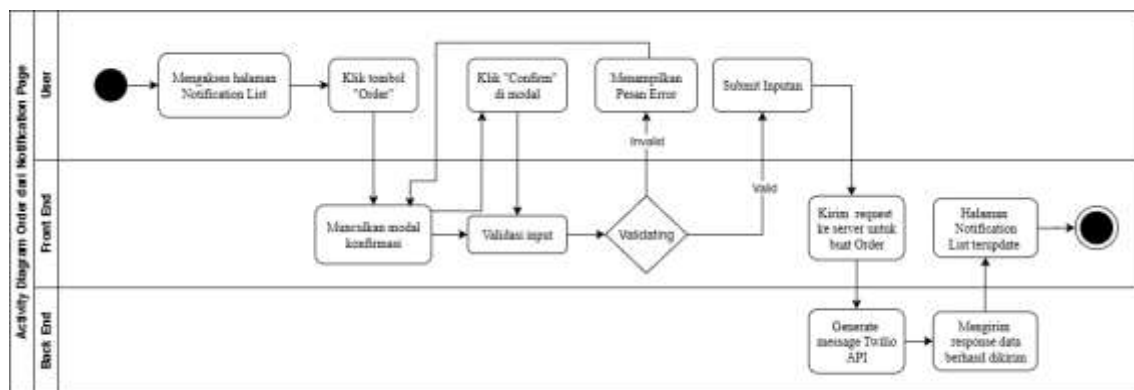 Activity Diagram Order dari Notification Page
User
Mengakses halaman
Notification List
Klik tombol
"Order"
Klik "Confirm"
di modal
Menampilkan
Pesan Error
Submit Inputan
Invalid
Valid
Front End
Munculkan modal
konfirmasi
Validasi input
Validating
Kirim request
ke server untuk
buat Order
Halaman
Notification
List terupdate
Back End
Generate
message Twilio
API
Mengirim
response data
berhasil dikirim